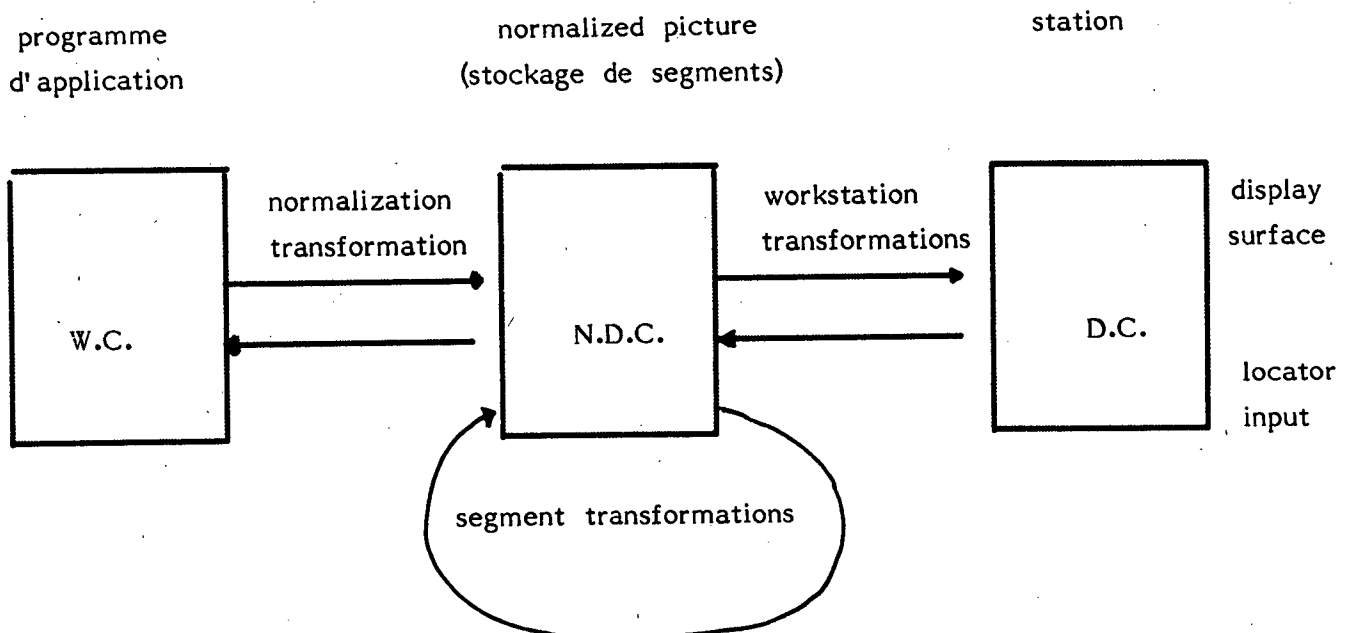 programme
d'application
normalized picture
(stockage de segments)
station
normalization
transformation
workstation
transformations
display
surface
W.C.
N.D.C.
D.C.
locator
input
segment transformations